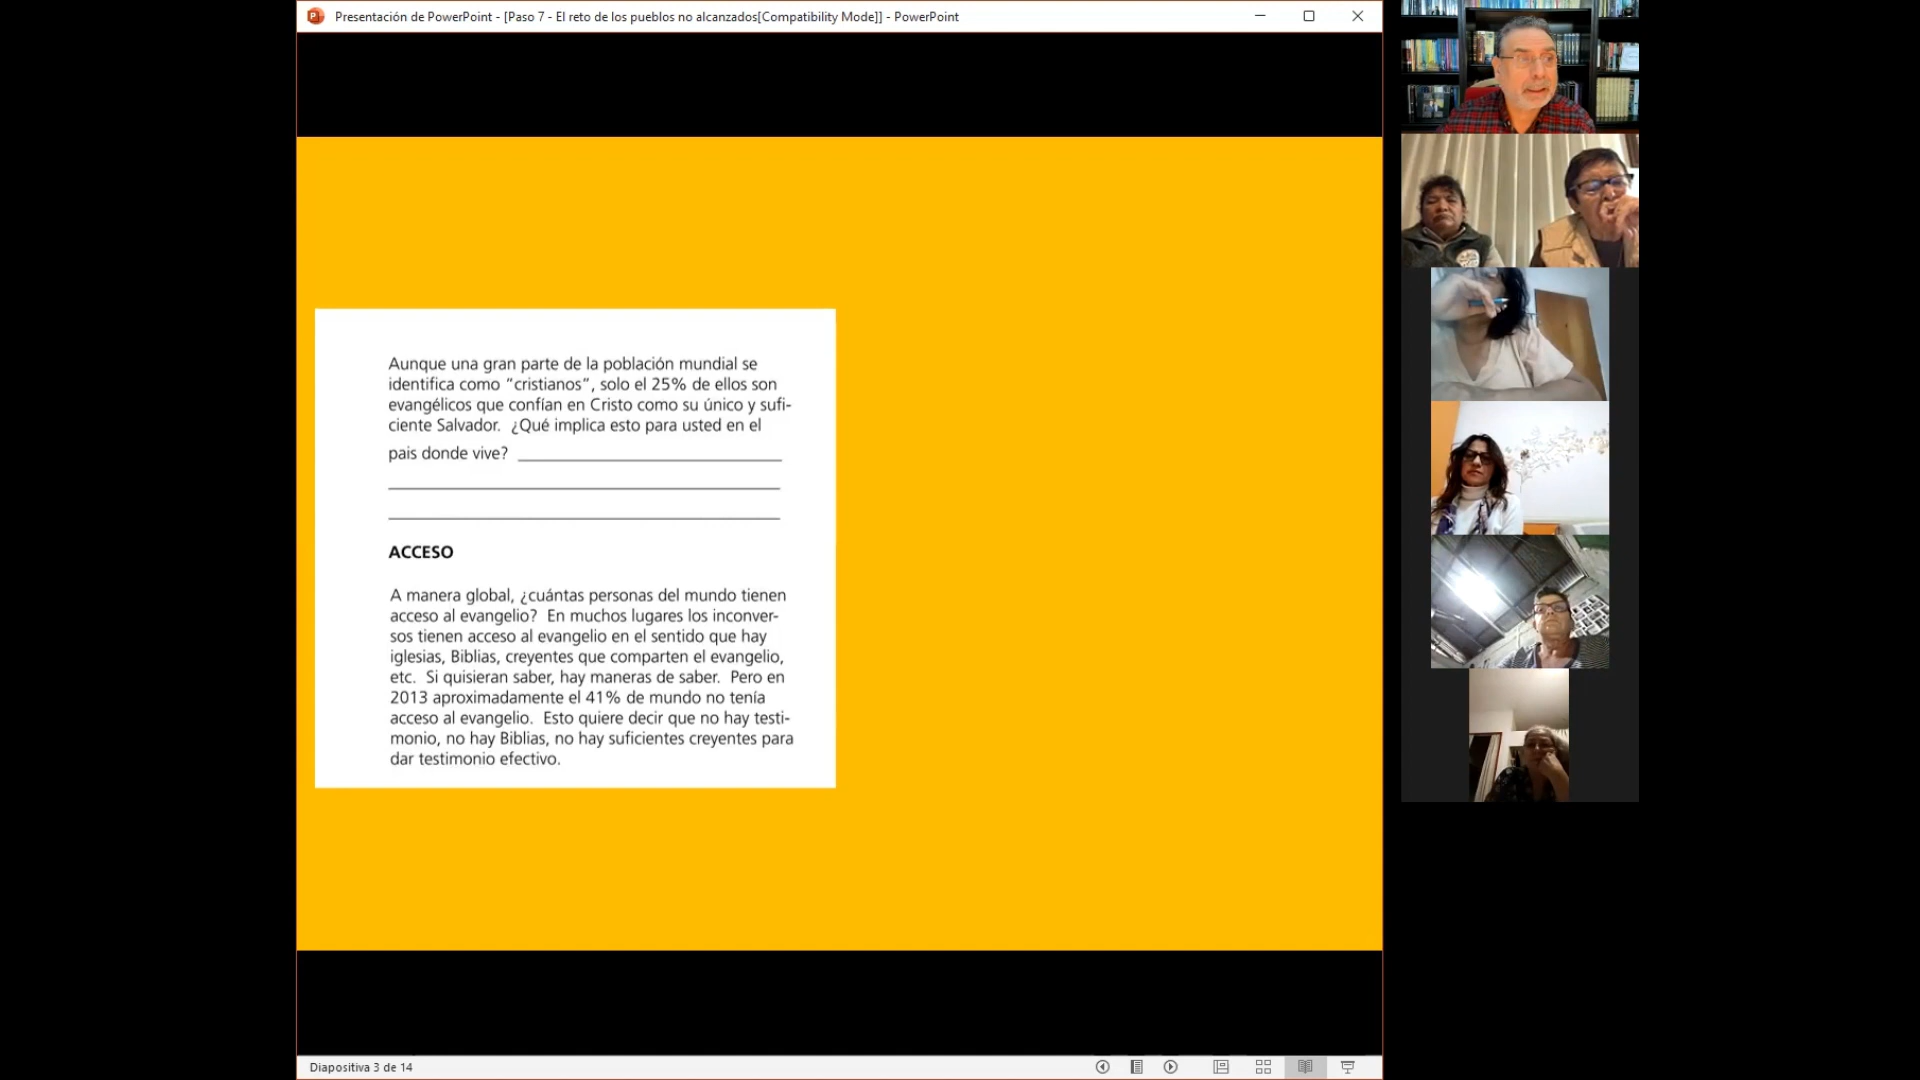 Presentación de PowerPoint - [Paso 7 - El reto de los pueblos no alcanzados[Compatibility Mode]] - PowerPoint
Aunque una gran parte de la población mundial se
identifica como "cristianos", solo el 25% de ellos son
evangélicos que confían en Cristo como su único y sufi-
ciente Salvador. ¿Qué implica esto para usted en el
pais donde vive? ______________________________
ACCESO
A manera global, ¿cuántas personas del mundo tienen
acceso al evangelio? En muchos lugares los inconver-
sos tienen acceso al evangelio en el sentido que hay
iglesias, Biblias, creyentes que comparten el evangelio,
etc. Si quisieran saber, hay maneras de saber. Pero en
2013 aproximadamente el 41% de mundo no tenía
acceso al evangelio. Esto quiere decir que no hay testi-
monio, no hay Biblias, no hay suficientes creyentes para
dar testimonio efectivo.
Diapositiva 3 de 14